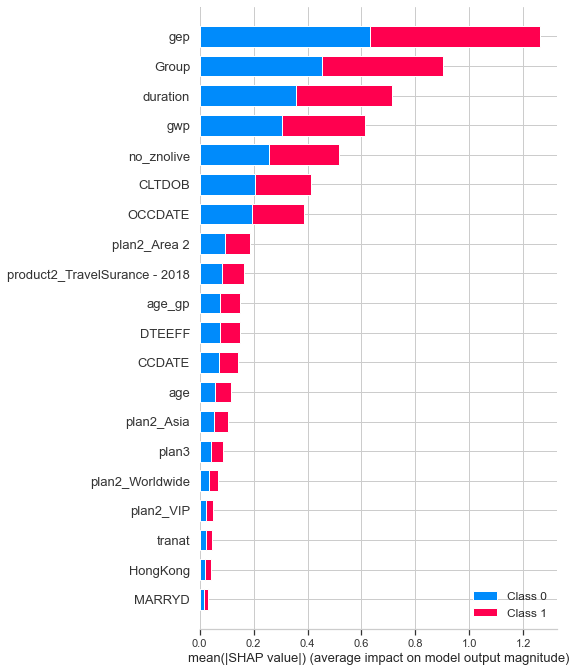 gep
Group
duration
gwp
no_znolive
CLTDOB
OCCDATE
plan2_Area 2
product2_TravelSurance - 2018
age_gp
DTEEFF
CCDATE
age
plan2_Asia
plan3
plan2_Worldwide
plan2_VIP
tranat
HongKong
MARRYD
Class 0
Class 1
0.0 0.2 0.4 0.6 0.8 1.0 1.2
mean(|SHAP value|) (average impact on model output magnitude)